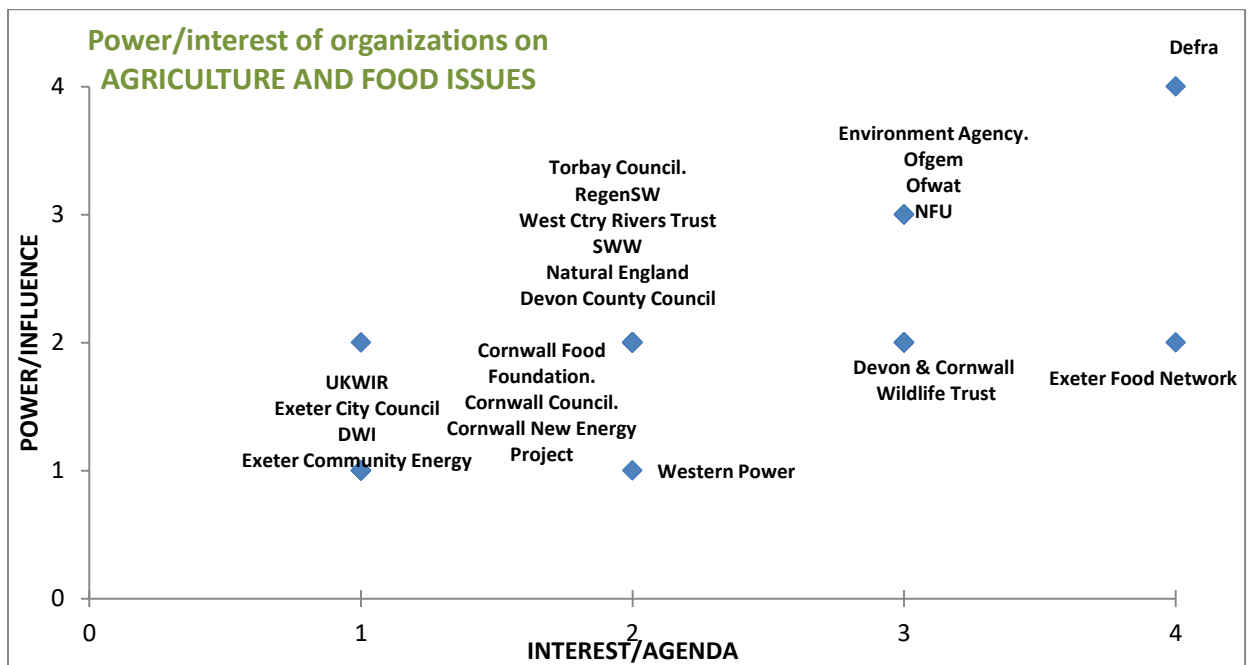 Power/interest of organizations on
AGRICULTURE AND FOOD ISSUES
Defra
4
Environment Agency.
Ofgem
Ofwat
NFU
Torbay Council.
RegenSW
West Ctry Rivers Trust
SWW
Natural England
Devon County Council
3
POWER/INFLUENCE
2
Cornwall Food
Foundation.
Cornwall Council.
Cornwall New Energy
Project
Devon & Cornwall
Wildlife Trust
Exeter Food Network
UKWIR
Exeter City Council
DWI
Exeter Community Energy
1
Western Power
0
0
1
2
3
4
INTEREST/AGENDA